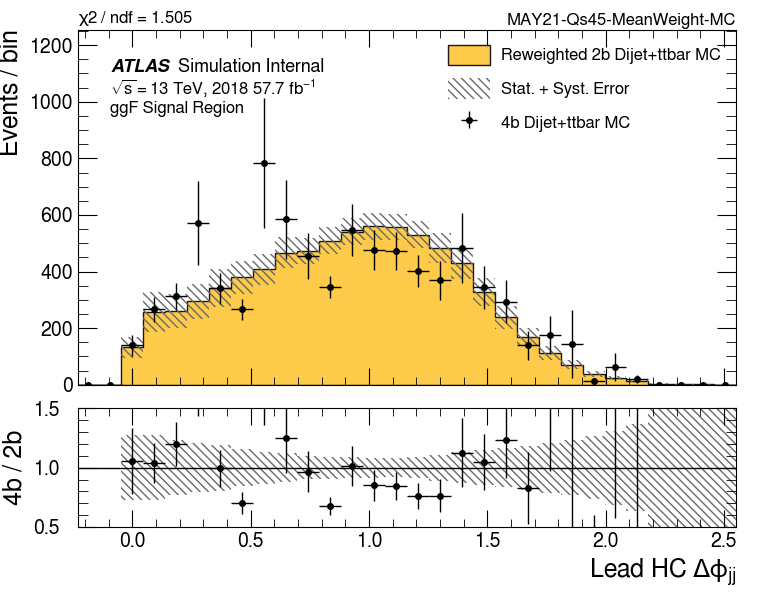 χ² / ndf = 1.505
MAY21-Qs45-MeanWeight-MC
ATLAS Simulation Internal
√s = 13 TeV, 2018 57.7 fb⁻¹
ggF Signal Region
Reweighted 2b Dijet+ttbar MC
Stat. + Syst. Error
4b Dijet+ttbar MC
Events / bin
1200
1000
800
600
400
200
0
4b / 2b
1.5
1.0
0.5
0.0 0.5 1.0 1.5 2.0 2.5
Lead HC Δϕjj